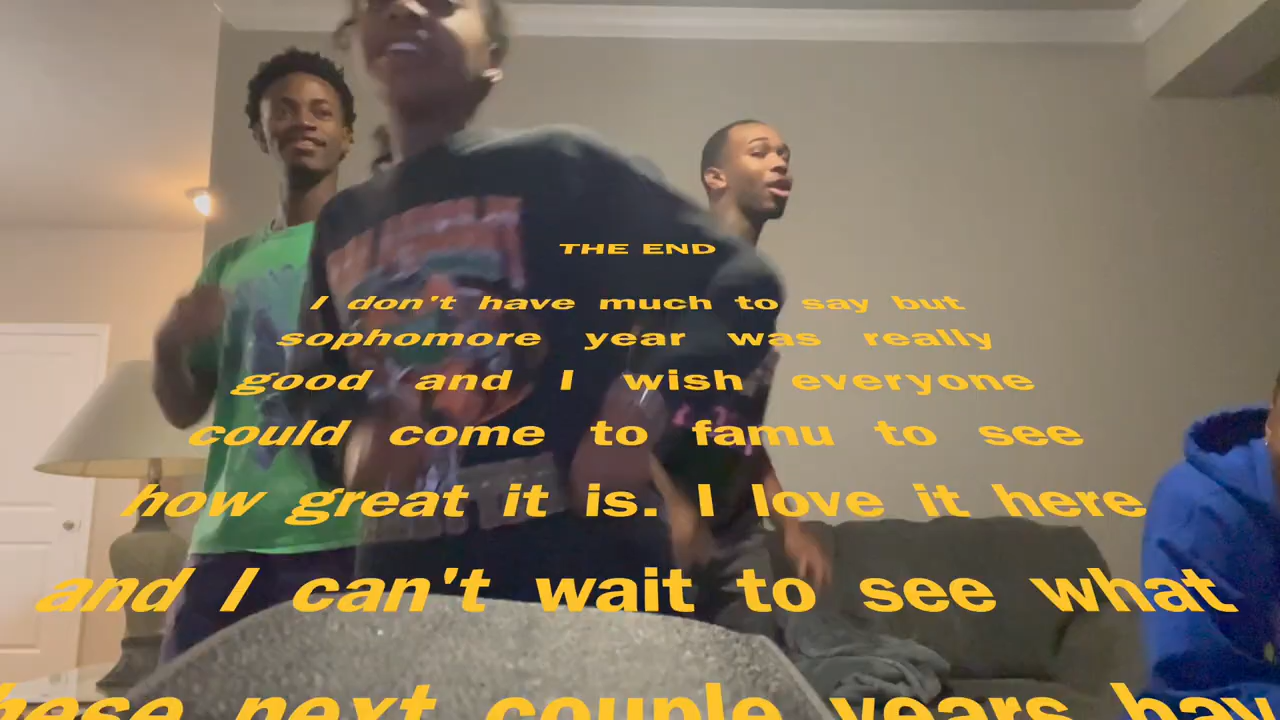 THE END
I don't have much to say but
sophomore year was really
good and I wish everyone
could come to famu to see
how great it is. I love it here
and I can't wait to see what
next couple years